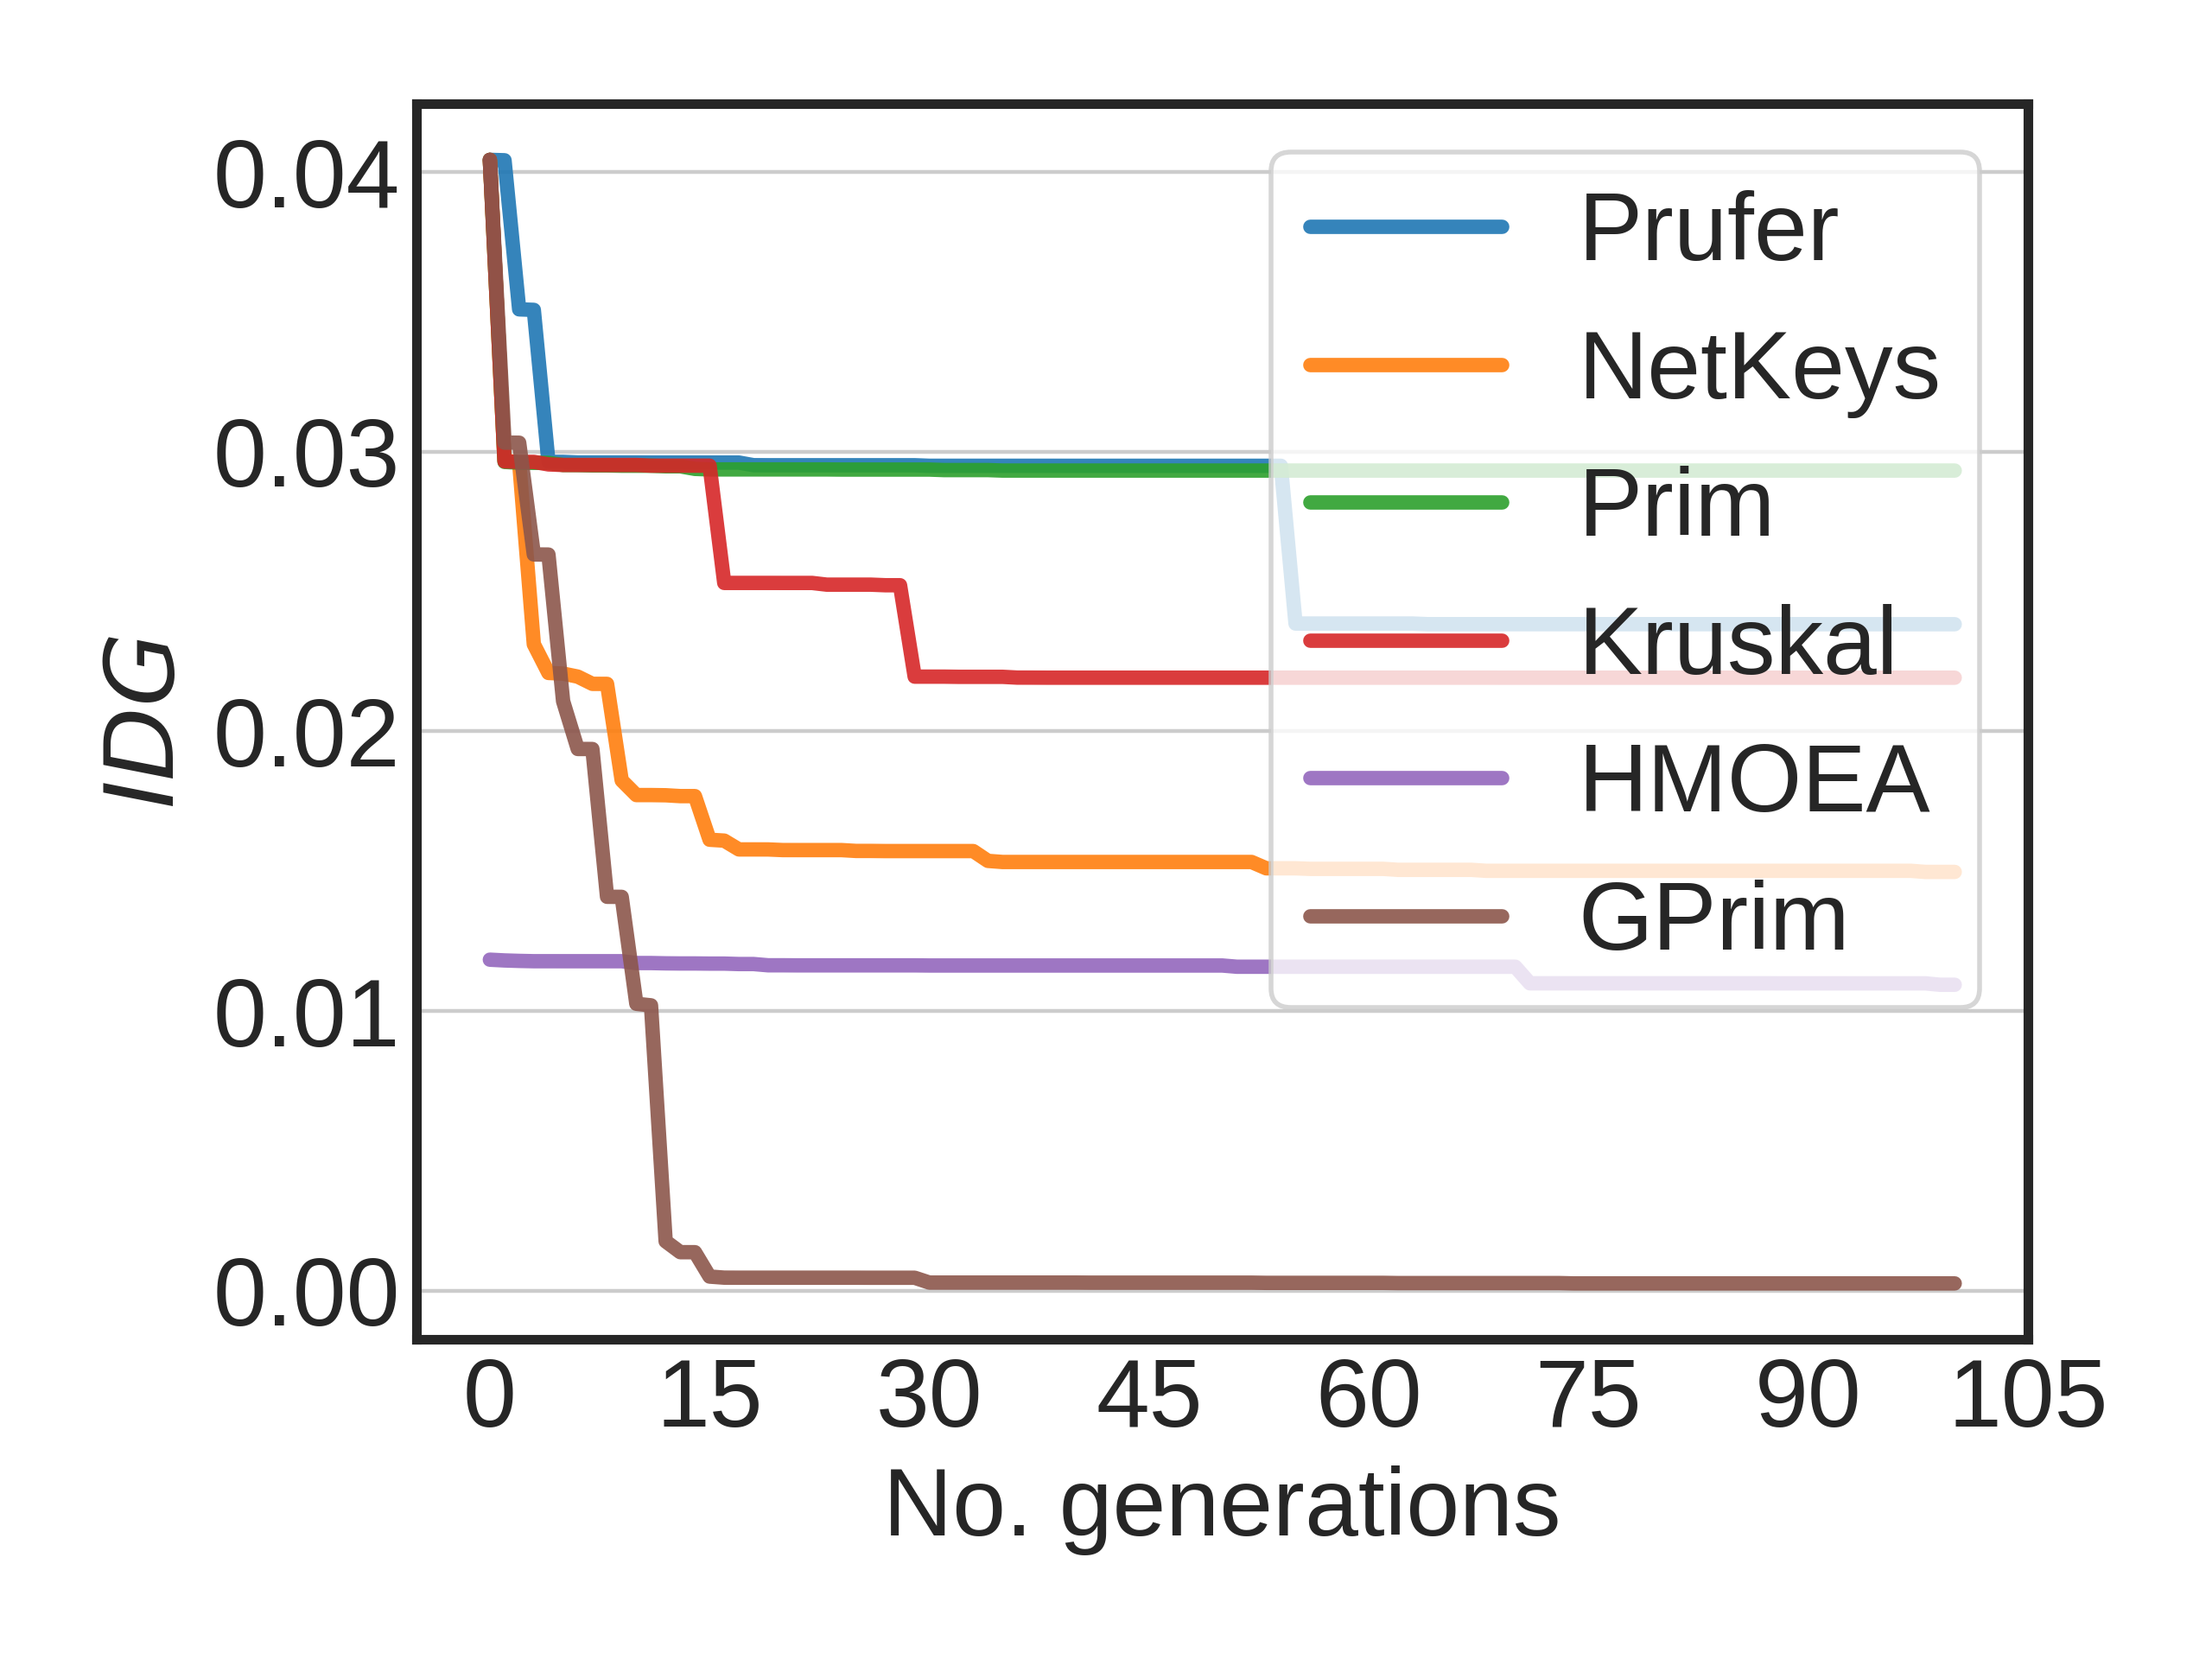 0.04
0.03
0.02
0.01
0.00
IDG
0 15 30 45 60 75 90 105
No. generations
Prufer
NetKeys
Prim
Kruskal
HMOEA
GPrim